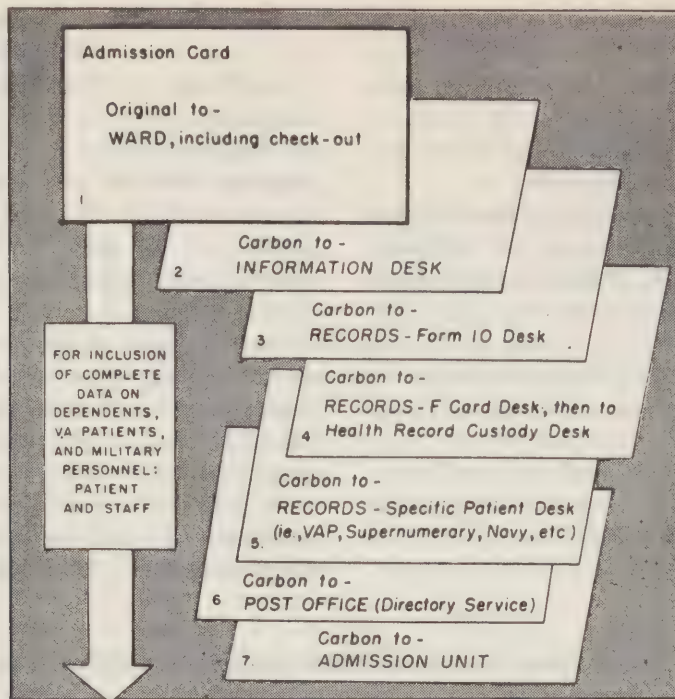 Admission Card
Original to -
WARD, including check-out
1
Carbon to -
2 INFORMATION DESK
Carbon to -
3 RECORDS - Form 10 Desk
Carbon to -
RECORDS - F Card Desk, then to
4 Health Record Custody Desk
Carbon to -
RECORDS - Specific Patient Desk
5. (ie., VAP, Supernumerary, Navy, etc)
Carbon to -
6 POST OFFICE (Directory Service)
Carbon to -
7. ADMISSION UNIT
FOR INCLUSION
OF COMPLETE
DATA ON
DEPENDENTS,
VA PATIENTS,
AND MILITARY
PERSONNEL:
PATIENT
AND STAFF